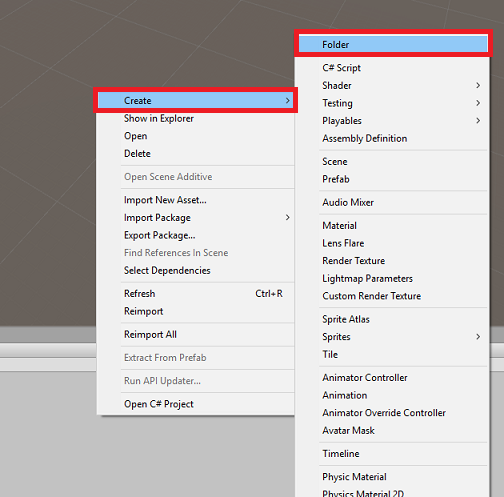 Create
Show in Explorer
Open
Delete
Open Scene Additive
Import New Asset...
Import Package
Export Package...
Find References In Scene
Select Dependencies
Refresh Ctrl+R
Reimport
Reimport All
Extract From Prefab
Run API Updater...
Open C# Project
Folder
C# Script
Shader
Testing
Playables
Assembly Definition
Scene
Prefab
Audio Mixer
Material
Lens Flare
Render Texture
Lightmap Parameters
Custom Render Texture
Sprite Atlas
Sprites
Tile
Animator Controller
Animation
Animator Override Controller
Avatar Mask
Timeline
Physic Material
Physics Material 2D